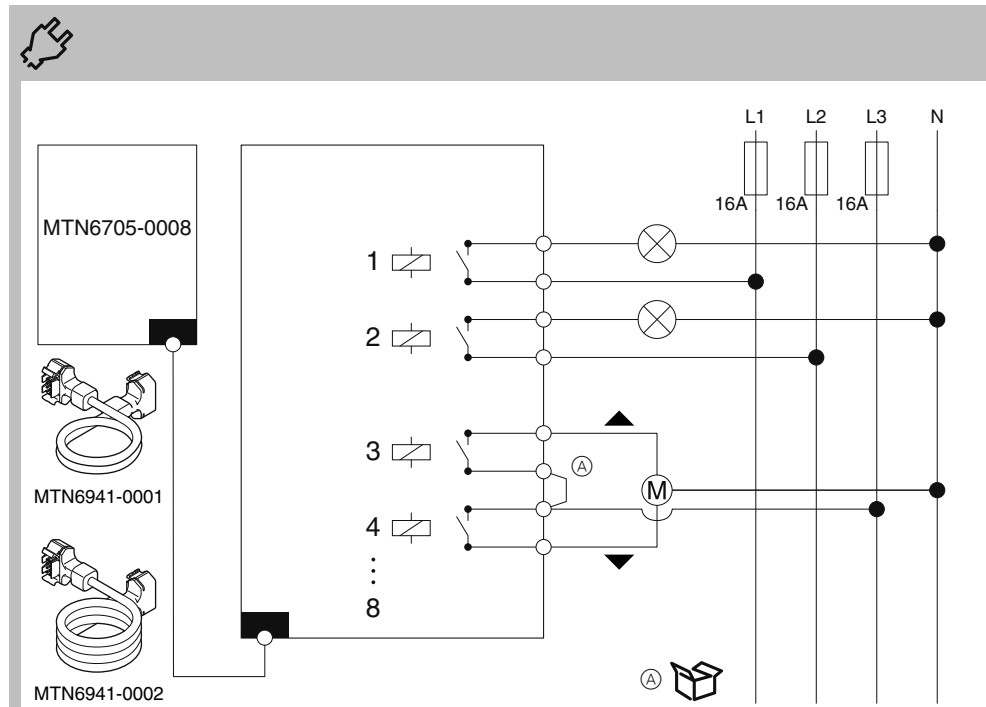 L1 L2 L3 N
16A 16A 16A
MTN6705-0008
1
2
3
A
M
4
8
MTN6941-0001
MTN6941-0002
A